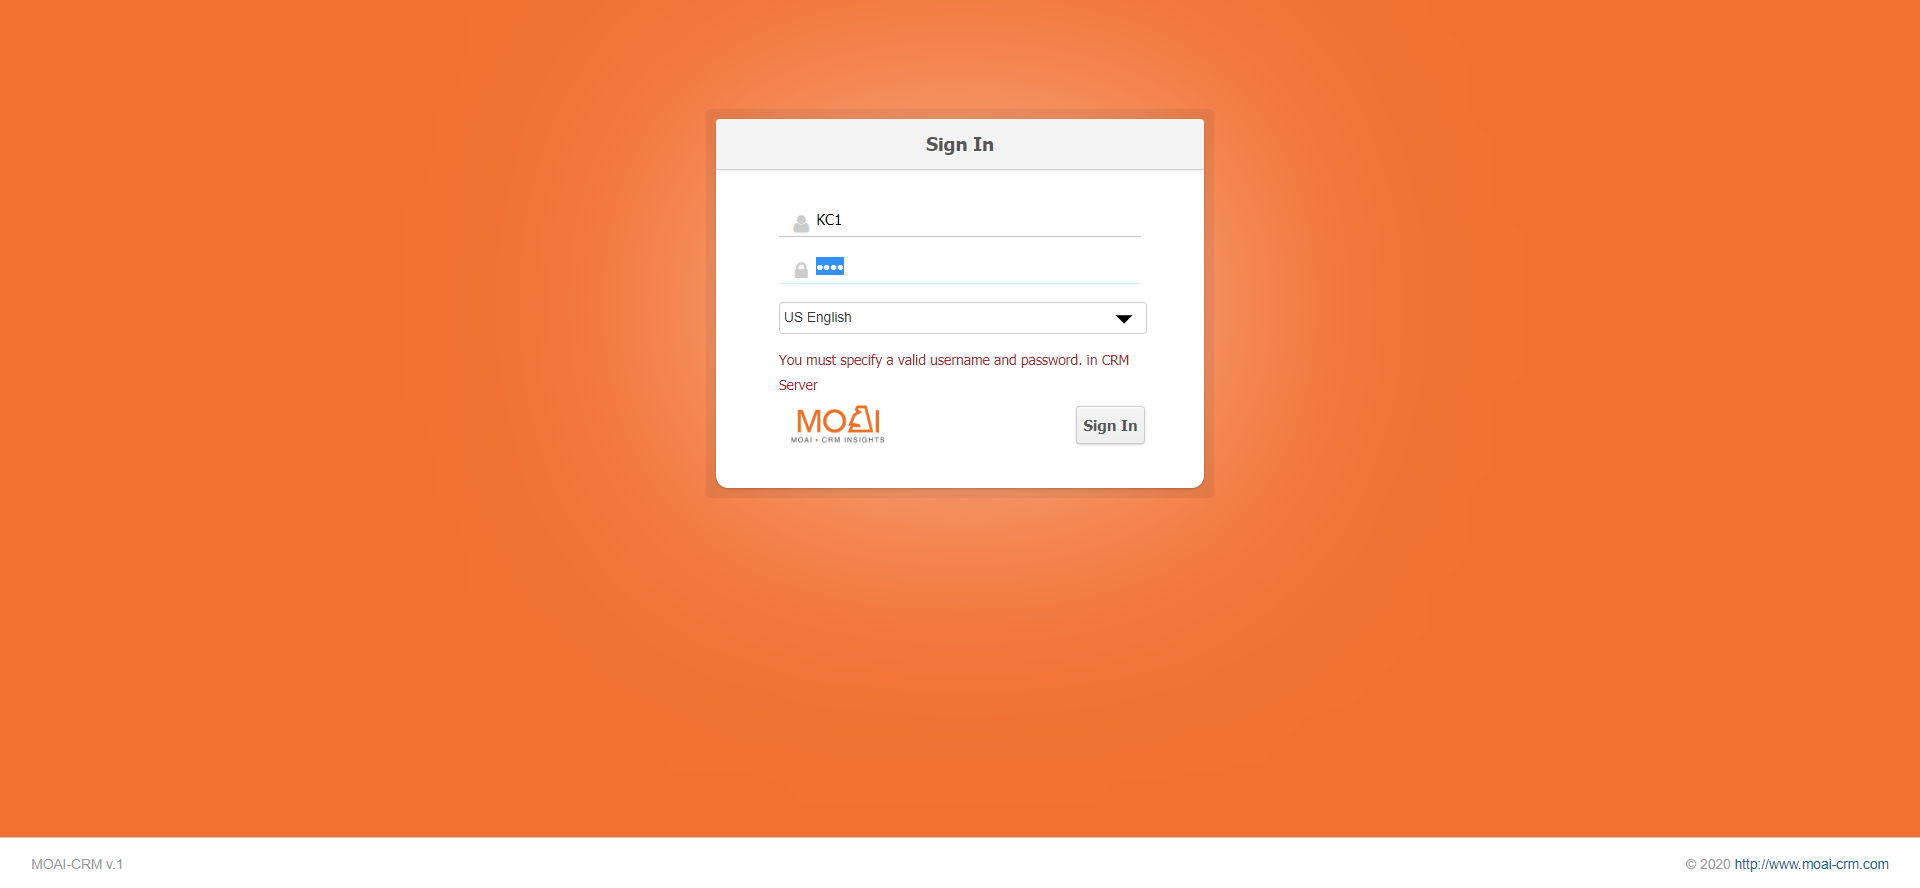 Sign In
KC1
••••
US English
You must specify a valid username and password. in CRM
Server
MOAI
MOAI • CRM INSIGHTS
Sign In
MOAI-CRM v.1
© 2020 http://www.moai-crm.com